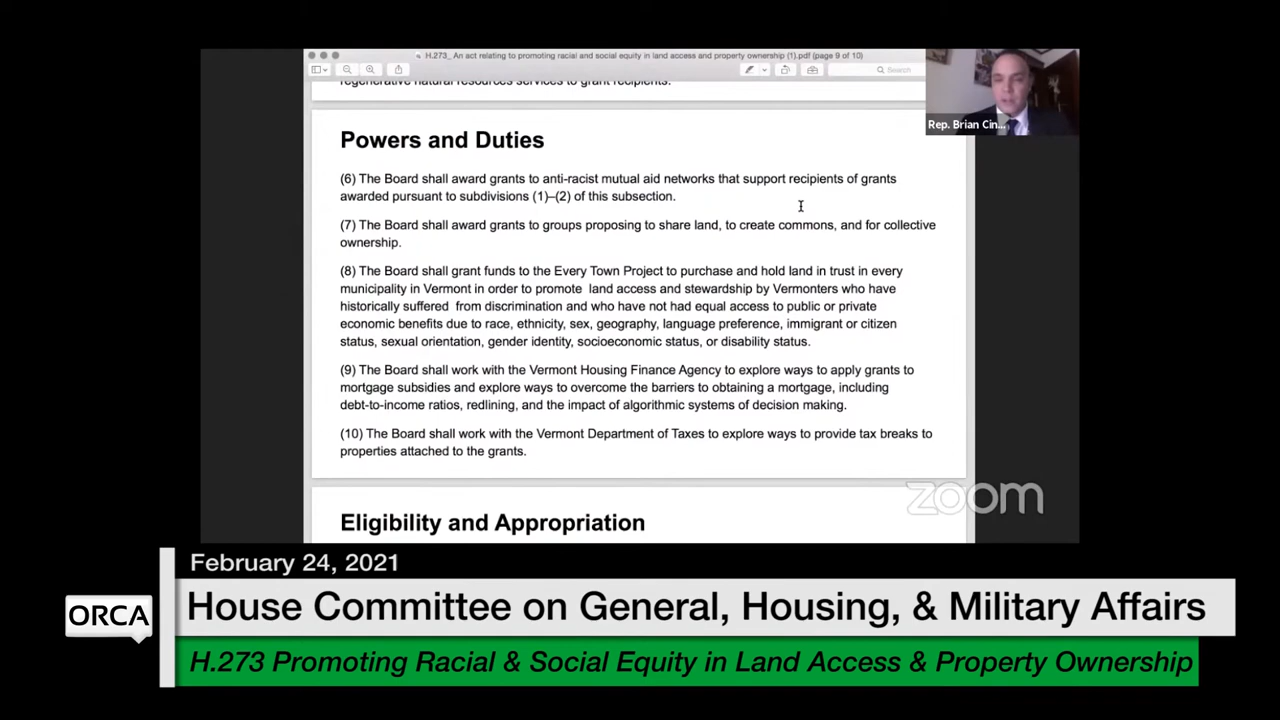 H.273_ An act relating to promoting racial and social equity in land access and property ownership (1).pdf (page 9 of 10)
Search
regenerative natural resources services to grant recipients.
Rep. Brian Cin...
Powers and Duties
(6) The Board shall award grants to anti-racist mutual aid networks that support recipients of grants
awarded pursuant to subdivisions (1)–(2) of this subsection.
(7) The Board shall award grants to groups proposing to share land, to create commons, and for collective
ownership.
(8) The Board shall grant funds to the Every Town Project to purchase and hold land in trust in every
municipality in Vermont in order to promote  land access and stewardship by Vermonters who have
historically suffered  from discrimination and who have not had equal access to public or private
economic benefits due to race, ethnicity, sex, geography, language preference, immigrant or citizen
status, sexual orientation, gender identity, socioeconomic status, or disability status.
(9) The Board shall work with the Vermont Housing Finance Agency to explore ways to apply grants to
mortgage subsidies and explore ways to overcome the barriers to obtaining a mortgage, including
debt-to-income ratios, redlining, and the impact of algorithmic systems of decision making.
(10) The Board shall work with the Vermont Department of Taxes to explore ways to provide tax breaks to
properties attached to the grants.
zoom
Eligibility and Appropriation
February 24, 2021
ORCA
House Committee on General, Housing, & Military Affairs
H.273 Promoting Racial & Social Equity in Land Access & Property Ownership